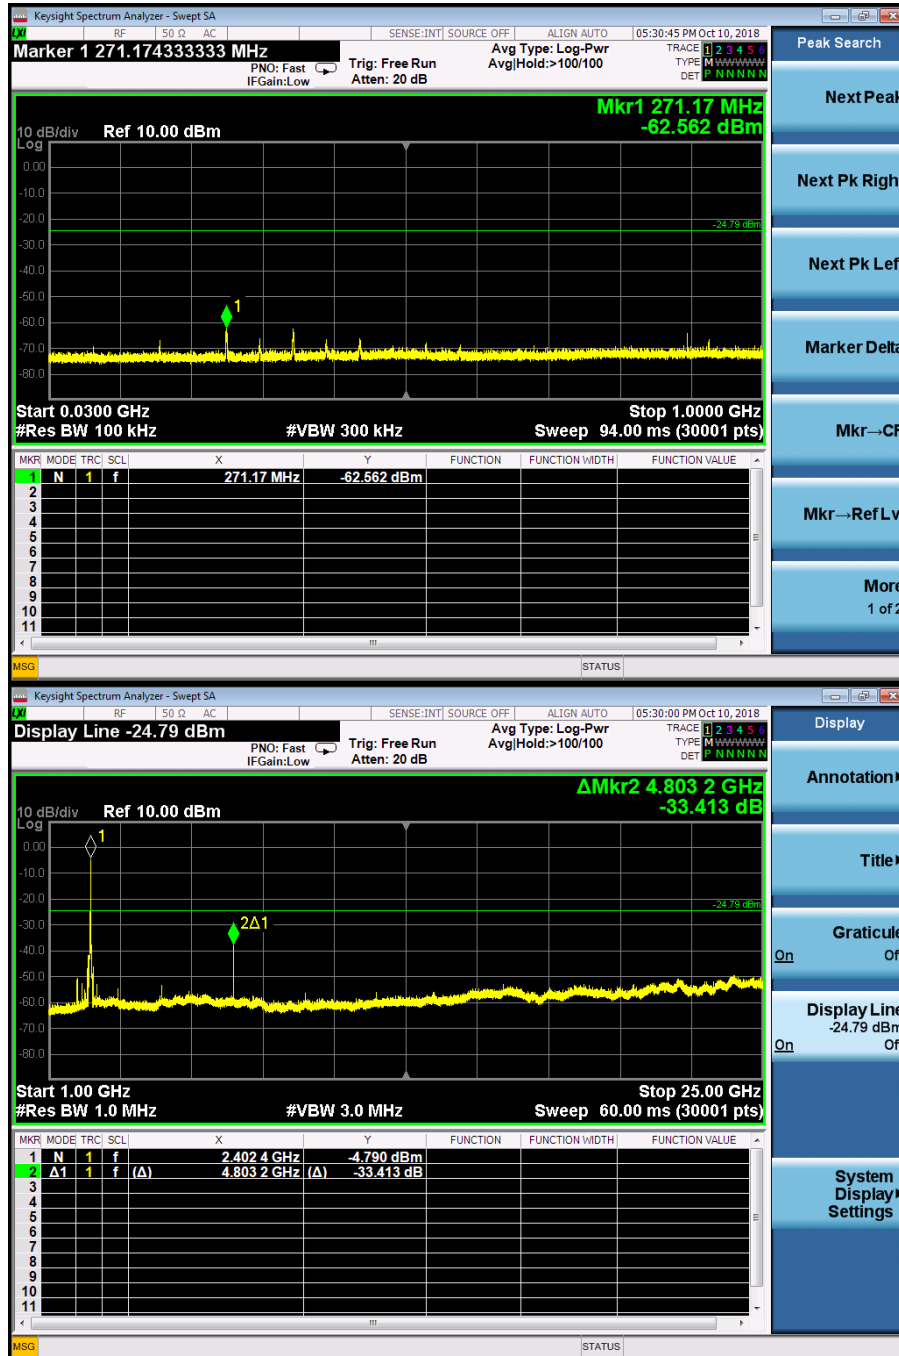 Keysight Spectrum Analyzer - Swept SA
LXI RF 50 Ω AC SENSE:INT SOURCE OFF ALIGN AUTO 05:30:45 PM Oct 10, 2018
Marker 1 271.174333333 MHz
PNO: Fast
IFGain:Low
Trig: Free Run
Atten: 20 dB
Avg Type: Log-Pwr
Avg|Hold:>100/100
TRACE 1 2 3 4 5 6
TYPE M WWWWW
DET P N N N N N
Mkr1 271.17 MHz
-62.562 dBm
10 dB/div Ref 10.00 dBm
Log
0.00
-10.0
-20.0
-24.79 dBm
-30.0
-40.0
-50.0
1
-60.0
-70.0
-80.0
Start 0.0300 GHz Stop 1.0000 GHz
#Res BW 100 kHz #VBW 300 kHz Sweep 94.00 ms (30001 pts)
MKR MODE TRC SCL X Y FUNCTION FUNCTION WIDTH FUNCTION VALUE
1 N 1 f 271.17 MHz -62.562 dBm
2
3
4
5
6
7
8
9
10
11
MSG STATUS
Peak Search
Next Peak
Next Pk Righ
Next Pk Lef
Marker Delta
Mkr→CF
Mkr→Ref Lv
More
1 of 2
Keysight Spectrum Analyzer - Swept SA
LXI RF 50 Ω AC SENSE:INT SOURCE OFF ALIGN AUTO 05:30:00 PM Oct 10, 2018
Display Line -24.79 dBm
PNO: Fast
IFGain:Low
Trig: Free Run
Atten: 20 dB
Avg Type: Log-Pwr
Avg|Hold:>100/100
TRACE 1 2 3 4 5 6
TYPE M WWWWW
DET P N N N N N
ΔMkr2 4.803 2 GHz
-33.413 dB
10 dB/div Ref 10.00 dBm
Log
1
0.00
-10.0
-20.0
-24.79 dBm
2Δ1
-30.0
-40.0
-50.0
-60.0
-70.0
-80.0
Start 1.00 GHz Stop 25.00 GHz
#Res BW 1.0 MHz #VBW 3.0 MHz Sweep 60.00 ms (30001 pts)
MKR MODE TRC SCL X Y FUNCTION FUNCTION WIDTH FUNCTION VALUE
1 N 1 f 2.402 4 GHz -4.790 dBm
2 Δ1 1 f (Δ) 4.803 2 GHz (Δ) -33.413 dB
3
4
5
6
7
8
9
10
11
MSG STATUS
Display
Annotation
Title
Graticule
On Of
Display Line
-24.79 dBm
On Of
System
Display
Settings